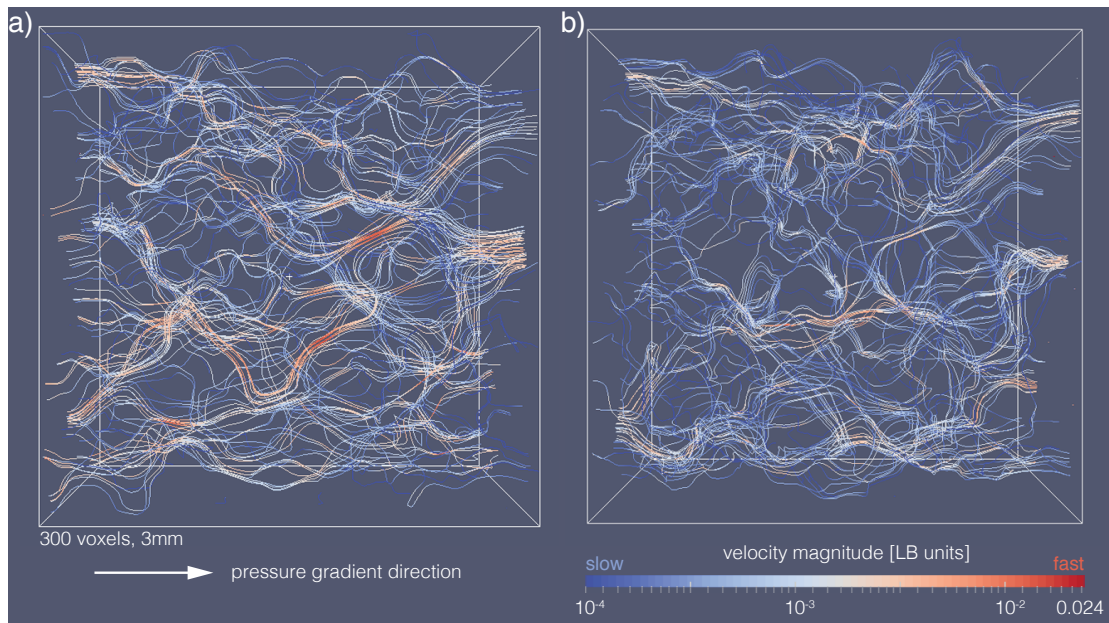 a)
b)
300 voxels, 3mm
pressure gradient direction
velocity magnitude [LB units]
slow
fast
10-4
10-3
10-2
0.024